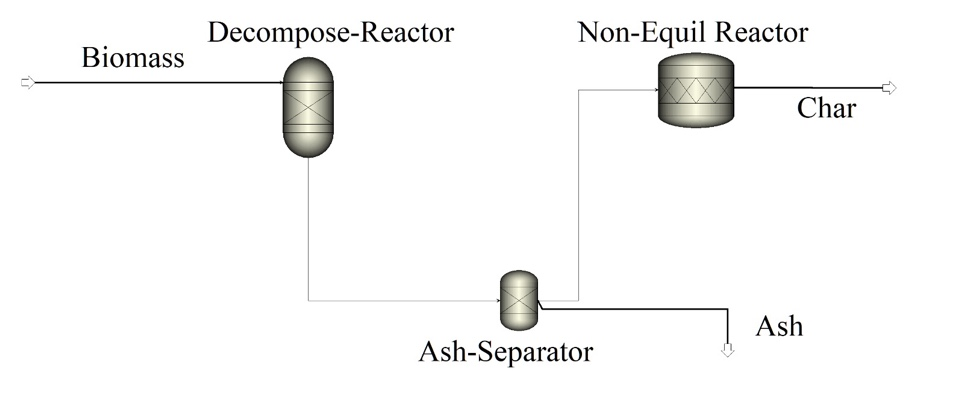 Decompose-Reactor
Non-Equil Reactor
Biomass
Char
Ash
Ash-Separator